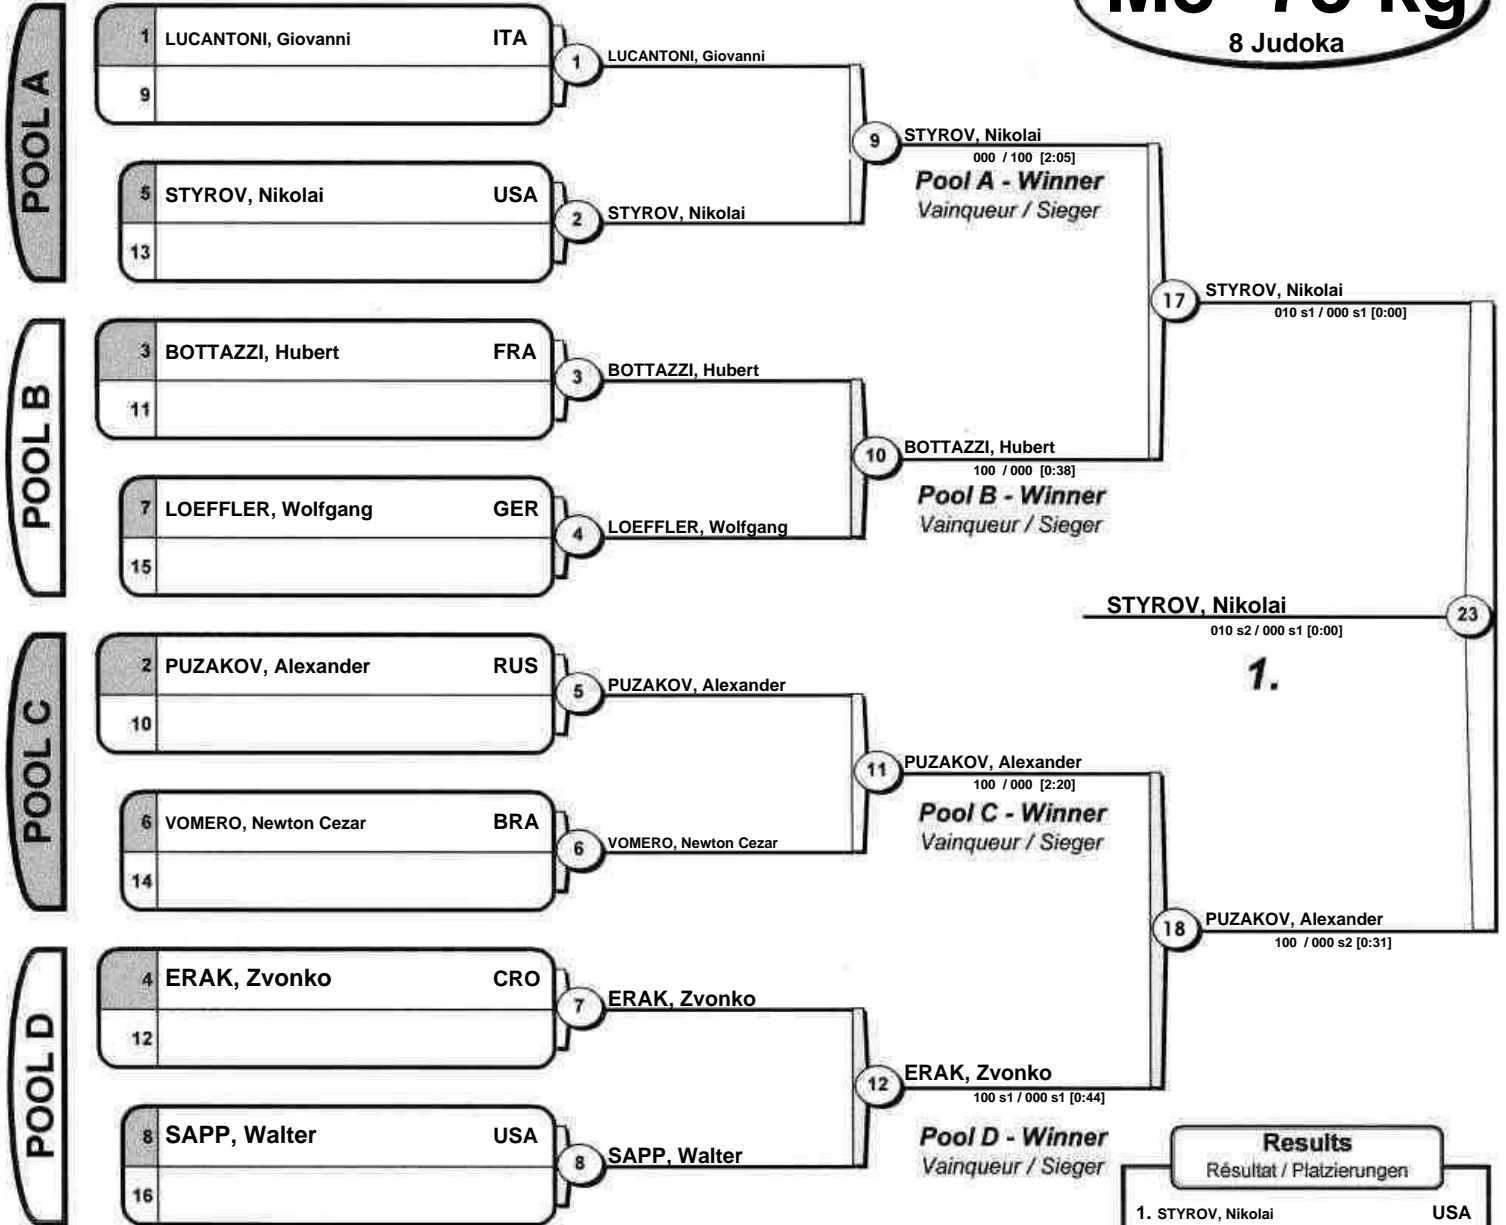 8 Judoka
POOL A
1 LUCANTONI, Giovanni ITA
9
1 LUCANTONI, Giovanni
5 STYROV, Nikolai USA
13
2 STYROV, Nikolai
9 STYROV, Nikolai
000 / 100 [2:05]
Pool A - Winner
Vainqueur / Sieger
POOL B
3 BOTTAZZI, Hubert FRA
11
3 BOTTAZZI, Hubert
7 LOEFFLER, Wolfgang GER
15
4 LOEFFLER, Wolfgang
10 BOTTAZZI, Hubert
100 / 000 [0:38]
Pool B - Winner
Vainqueur / Sieger
17 STYROV, Nikolai
010 s1 / 000 s1 [0:00]
STYROV, Nikolai 23
010 s2 / 000 s1 [0:00]
1.
POOL C
2 PUZAKOV, Alexander RUS
10
5 PUZAKOV, Alexander
6 VOMERO, Newton Cezar BRA
14
6 VOMERO, Newton Cezar
11 PUZAKOV, Alexander
100 / 000 [2:20]
Pool C - Winner
Vainqueur / Sieger
18 PUZAKOV, Alexander
100 / 000 s2 [0:31]
POOL D
4 ERAK, Zvonko CRO
12
7 ERAK, Zvonko
8 SAPP, Walter USA
16
8 SAPP, Walter
12 ERAK, Zvonko
100 s1 / 000 s1 [0:44]
Pool D - Winner
Vainqueur / Sieger
Results
Résultat / Platzierungen
1. STYROV, Nikolai USA